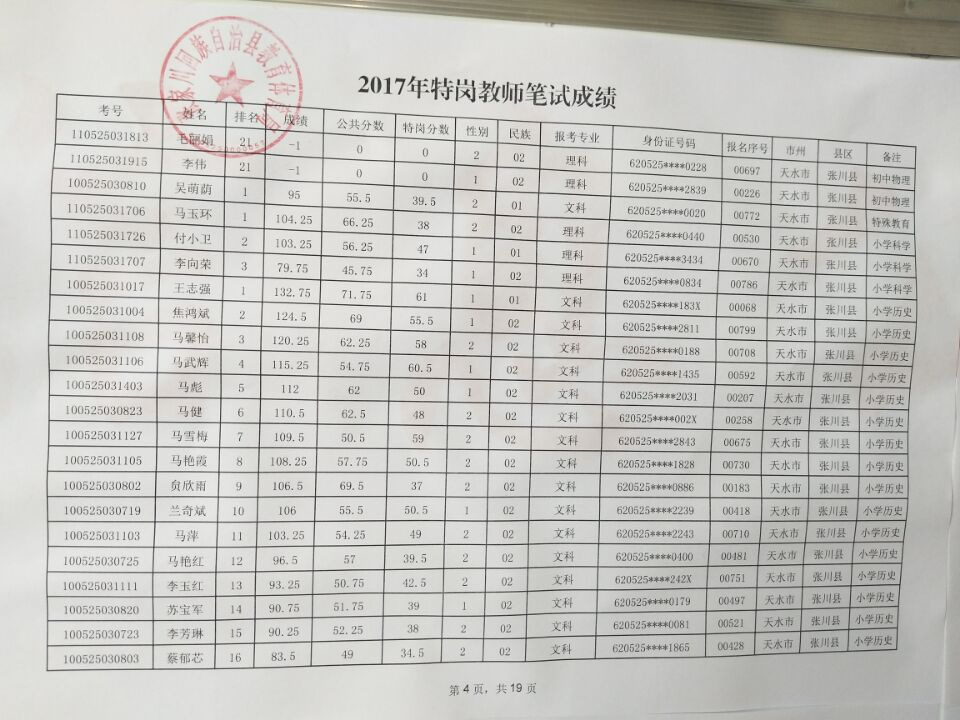 川回族自治县教育体
2017年特岗教师笔试成绩
考号 姓名 排名 成绩 公共分数 特岗分数 性别 民族 报考专业 身份证号码 报名序号 市州 县区 备注
110525031813 毛丽娟 21 -1 0 0 2 02 理科 620525****0228 00697 天水市 张川县 初中物理
110525031915 李伟 21 -1 0 0 1 02 理科 620525****2839 00226 天水市 张川县 初中物理
100525030810 吴萌荫 1 95 55.5 39.5 2 01 文科 620525****0020 00772 天水市 张川县 特殊教育
110525031706 马玉环 1 104.25 66.25 38 2 02 理科 620525****0440 00530 天水市 张川县 小学科学
110525031726 付小卫 2 103.25 56.25 47 1 01 理科 620525****3434 00670 天水市 张川县 小学科学
110525031707 李向荣 3 79.75 45.75 34 1 02 理科 620525****0834 00786 天水市 张川县 小学科学
100525031017 王志强 1 132.75 71.75 61 1 01 文科 620525****183X 00068 天水市 张川县 小学历史
100525031004 焦鸿斌 2 124.5 69 55.5 1 02 文科 620525****2811 00799 天水市 张川县 小学历史
100525031108 马馨怡 3 120.25 62.25 58 2 02 文科 620525****0188 00708 天水市 张川县 小学历史
100525031106 马武辉 4 115.25 54.75 60.5 1 02 文科 620525****1435 00592 天水市 张川县 小学历史
100525031403 马彪 5 112 62 50 1 02 文科 620525****2031 00207 天水市 张川县 小学历史
100525030823 马健 6 110.5 62.5 48 2 02 文科 620525****002X 00258 天水市 张川县 小学历史
100525031127 马雪梅 7 109.5 50.5 59 2 02 文科 620525****2843 00675 天水市 张川县 小学历史
100525031105 马艳霞 8 108.25 57.75 50.5 2 02 文科 620525****1828 00730 天水市 张川县 小学历史
100525030802 贠欣雨 9 106.5 69.5 37 2 02 文科 620525****0886 00183 天水市 张川县 小学历史
100525030719 兰奇斌 10 106 55.5 50.5 1 02 文科 620525****2239 00418 天水市 张川县 小学历史
100525031103 马萍 11 103.25 54.25 49 2 02 文科 620525****2243 00710 天水市 张川县 小学历史
100525030725 马艳红 12 96.5 57 39.5 2 02 文科 620525****0400 00481 天水市 张川县 小学历史
100525031111 李玉红 13 93.25 50.75 42.5 2 02 文科 620525****242X 00751 天水市 张川县 小学历史
100525030820 苏宝军 14 90.75 51.75 39 1 02 文科 620525****0179 00497 天水市 张川县 小学历史
100525030723 李芳琳 15 90.25 52.25 38 2 02 文科 620525****0081 00521 天水市 张川县 小学历史
100525030803 蔡郁芯 16 83.5 49 34.5 2 02 文科 620525****1865 00428 天水市 张川县 小学历史
第 4 页，共 19 页